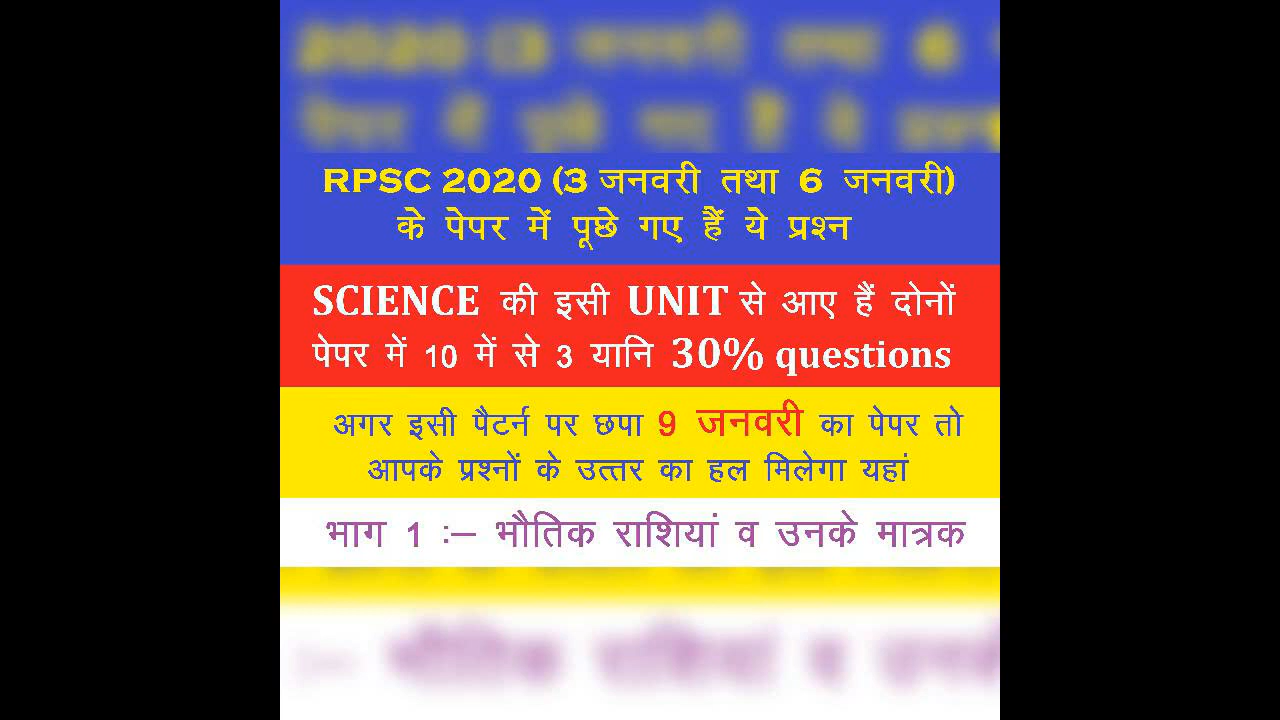 RPSC 2020 (3 जनवरी तथा 6 जनवरी)
के पेपर में पूछे गए हैं ये प्रश्न
SCIENCE की इसी UNIT से आए हैं दोनों
पेपर में 10 में से 3 यानि 30% questions
अगर इसी पैटर्न पर छपा 9 जनवरी का पेपर तो
आपके प्रश्नों के उत्तर का हल मिलेगा यहां
भाग 1 :– भौतिक राशियां व उनके मात्रक